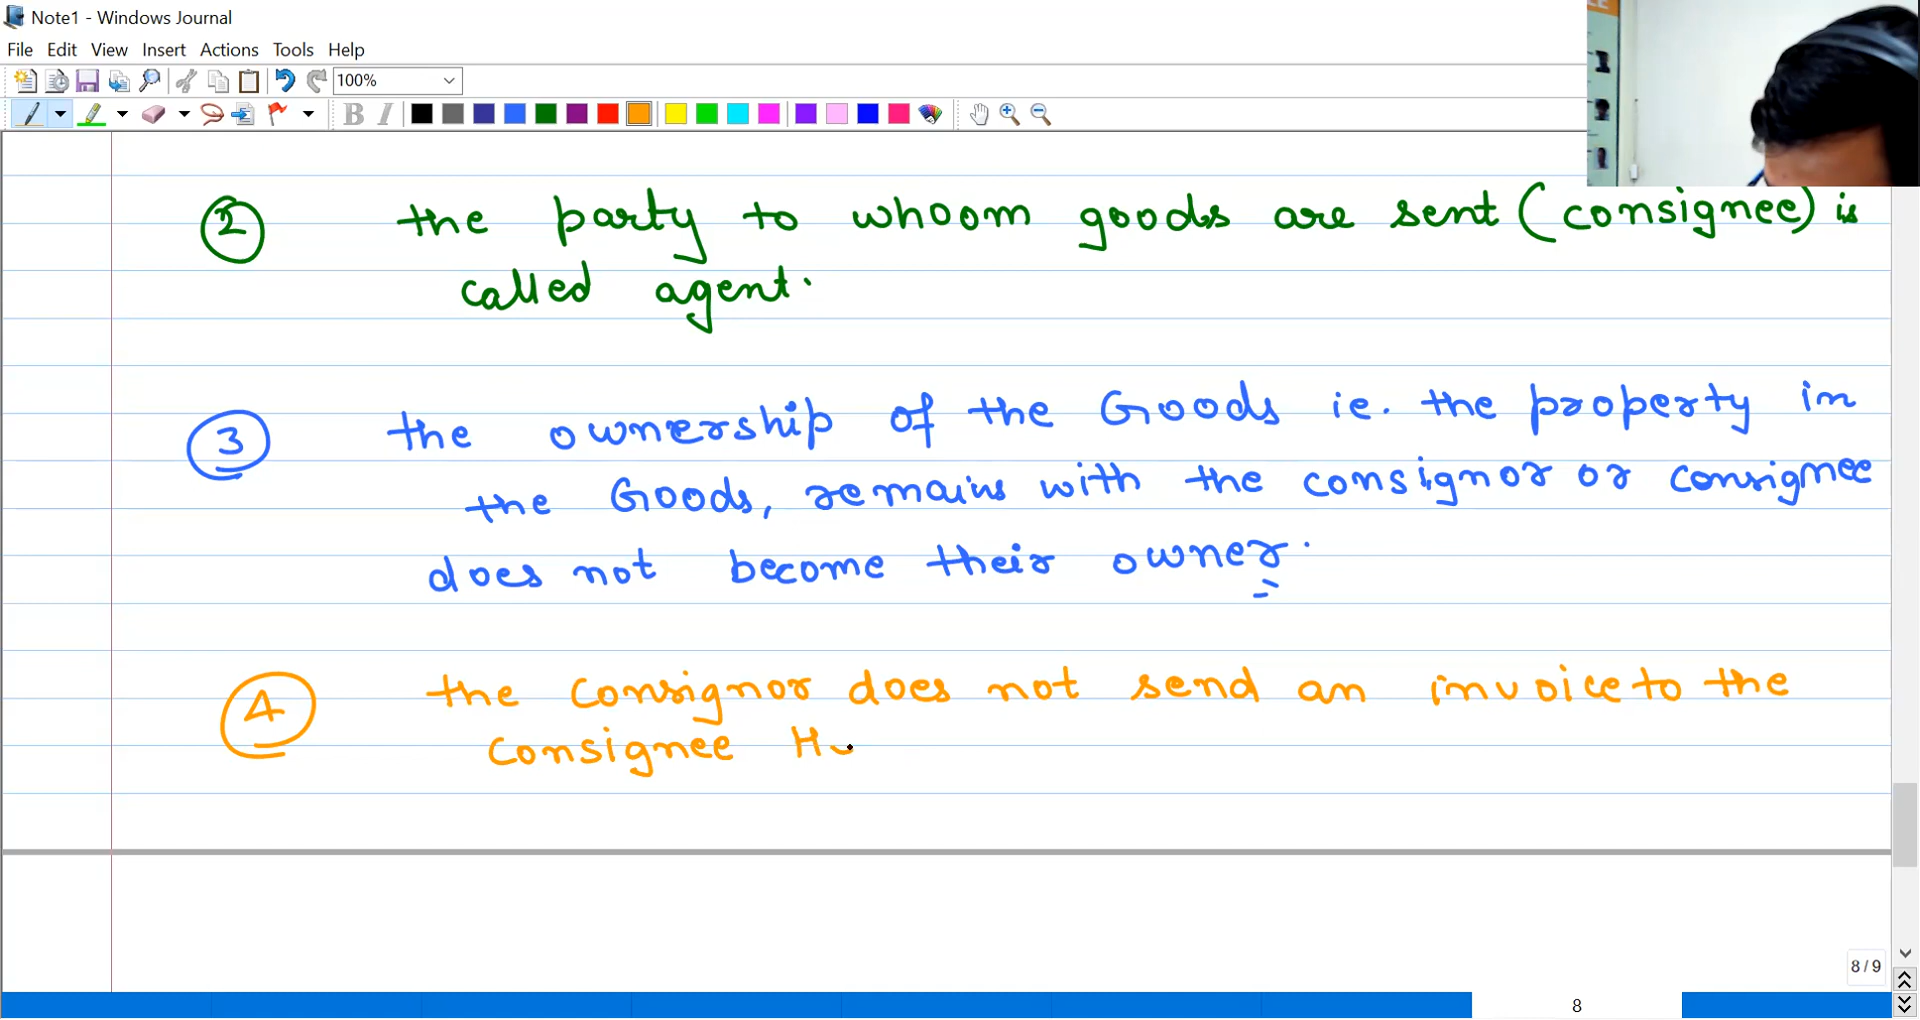 Note1 - Windows Journal
File Edit View Insert Actions Tools Help
100%
B I
2 the party to whoom goods are sent (consignee) is
called agent.
3 the ownership of the Goods ie. the property in
the Goods, remains with the consignor or consignee
does not become their owner.
4 the consignor does not send an invoice to the
consignee H
8 / 9
8